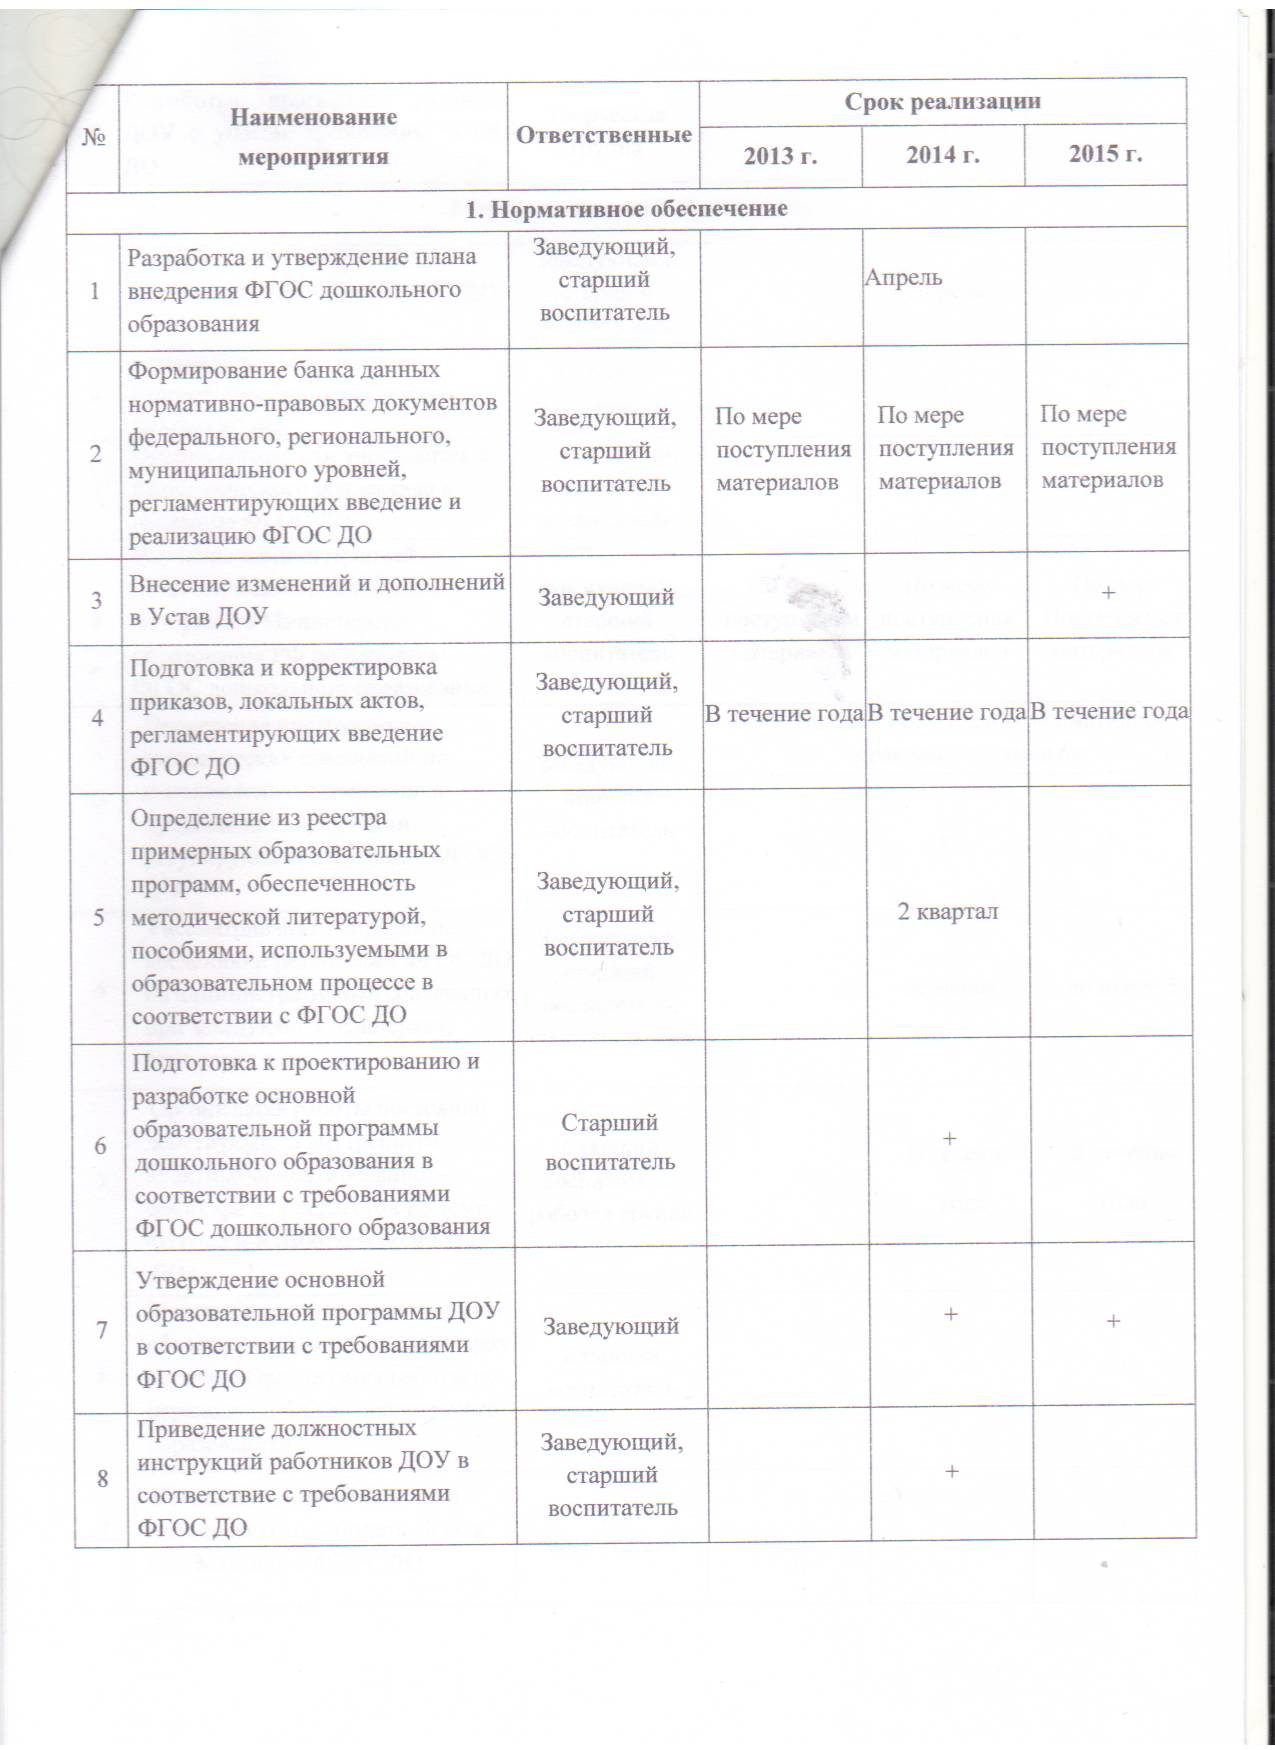 №
Наименование
мероприятия
Ответственные
Срок реализации
2013 г.
2014 г.
2015 г.
1. Нормативное обеспечение
1
Разработка и утверждение плана
внедрения ФГОС дошкольного
образования
Заведующий,
старший
воспитатель
Апрель
2
Формирование банка данных
нормативно-правовых документов
федерального, регионального,
муниципального уровней,
регламентирующих введение и
реализацию ФГОС ДО
Заведующий,
старший
воспитатель
По мере
поступления
материалов
По мере
поступления
материалов
По мере
поступления
материалов
3
Внесение изменений и дополнений
в Устав ДОУ
Заведующий
+
4
Подготовка и корректировка
приказов, локальных актов,
регламентирующих введение
ФГОС ДО
Заведующий,
старший
воспитатель
В течение года
В течение года
В течение года
5
Определение из реестра
примерных образовательных
программ, обеспеченность
методической литературой,
пособиями, используемыми в
образовательном процессе в
соответствии с ФГОС ДО
Заведующий,
старший
воспитатель
2 квартал
6
Подготовка к проектированию и
разработке основной
образовательной программы
дошкольного образования в
соответствии с требованиями
ФГОС дошкольного образования
Старший
воспитатель
+
7
Утверждение основной
образовательной программы ДОУ
в соответствии с требованиями
ФГОС ДО
Заведующий
+
+
8
Приведение должностных
инструкций работников ДОУ в
соответствие с требованиями
ФГОС ДО
Заведующий,
старший
воспитатель
+